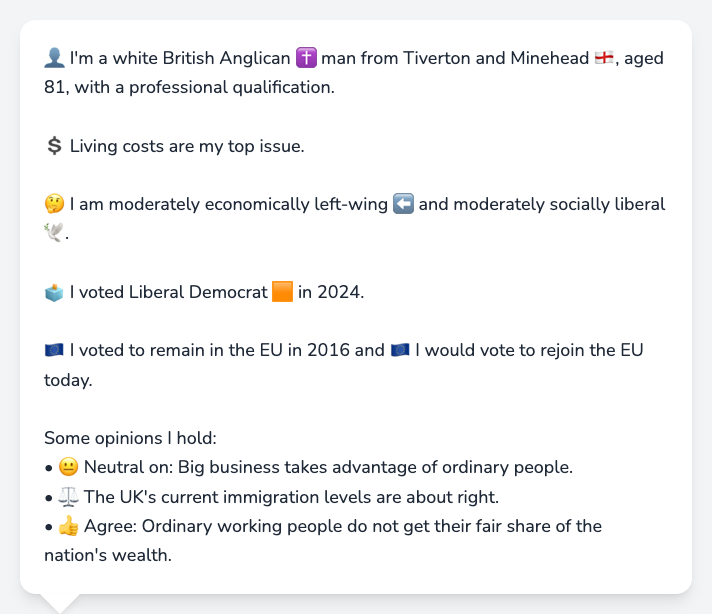 👤 I'm a white British Anglican ✝️ man from Tiverton and Minehead 🏴󠁧󠁢󠁥󠁮󠁧󠁿, aged
81, with a professional qualification.
💲 Living costs are my top issue.
🤔 I am moderately economically left-wing ⬅️ and moderately socially liberal
🕊️.
🗳️ I voted Liberal Democrat 🟧 in 2024.
🇪🇺 I voted to remain in the EU in 2016 and 🇪🇺 I would vote to rejoin the EU
today.
Some opinions I hold:
• 😐 Neutral on: Big business takes advantage of ordinary people.
• ⚖️ The UK's current immigration levels are about right.
• 👍 Agree: Ordinary working people do not get their fair share of the
nation's wealth.